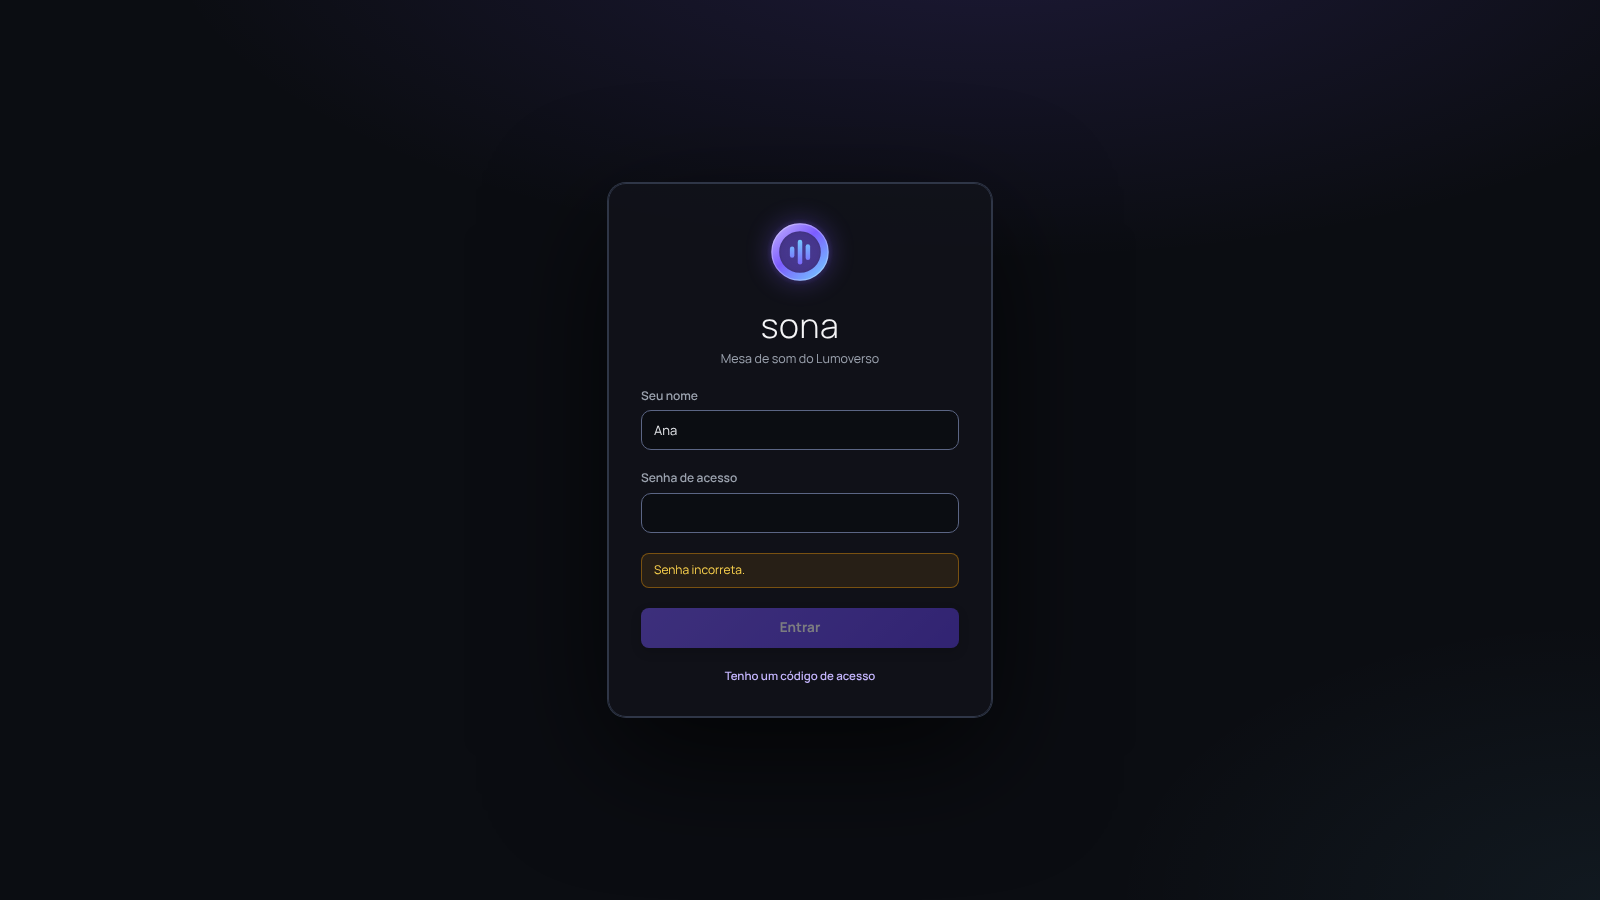 sona
Mesa de som do Lumoverso
Seu nome
Ana
Senha de acesso
Senha incorreta.
Entrar
Tenho um código de acesso